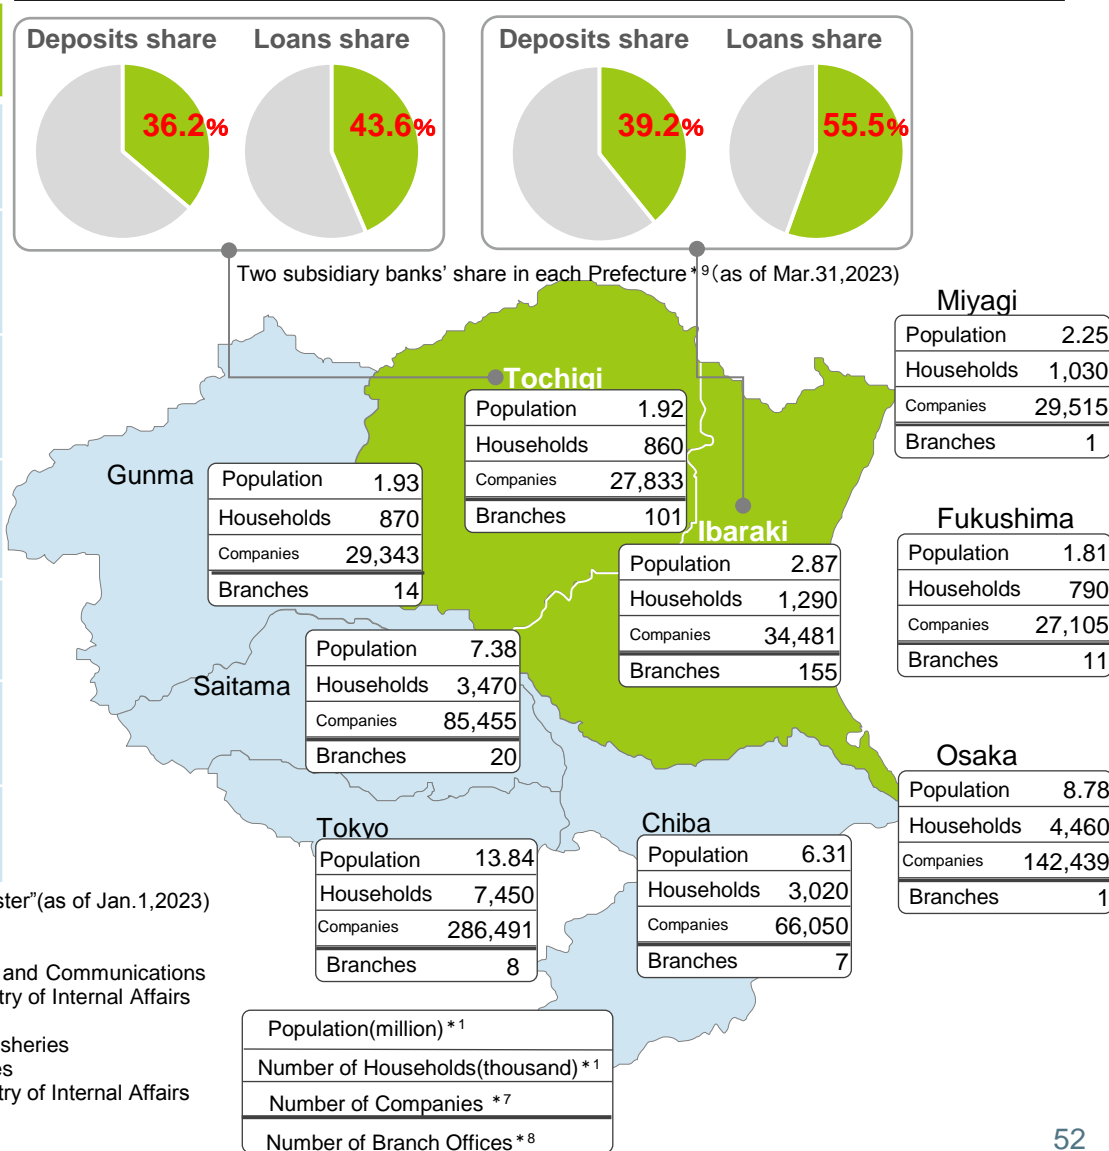 Deposits share
Loans share
36.2%
43.6%
Deposits share
Loans share
39.2%
55.5%
Two subsidiary banks’ share in each Prefecture*9(as of Mar.31,2023)
Miyagi
Population 2.25
Households 1,030
Companies 29,515
Branches 1
Tochigi
Population 1.92
Households 860
Companies 27,833
Branches 101
Gunma
Population 1.93
Households 870
Companies 29,343
Branches 14
Ibaraki
Population 2.87
Households 1,290
Companies 34,481
Branches 155
Fukushima
Population 1.81
Households 790
Companies 27,105
Branches 11
Saitama
Population 7.38
Households 3,470
Companies 85,455
Branches 20
Osaka
Population 8.78
Households 4,460
Companies 142,439
Branches 1
Tokyo
Population 13.84
Households 7,450
Companies 286,491
Branches 8
Chiba
Population 6.31
Households 3,020
Companies 66,050
Branches 7
ster”(as of Jan.1,2023)
and Communications
try of Internal Affairs
sheries
es
try of Internal Affairs
Population(million)*1
Number of Households(thousand)*1
Number of Companies *7
Number of Branch Offices*8
52